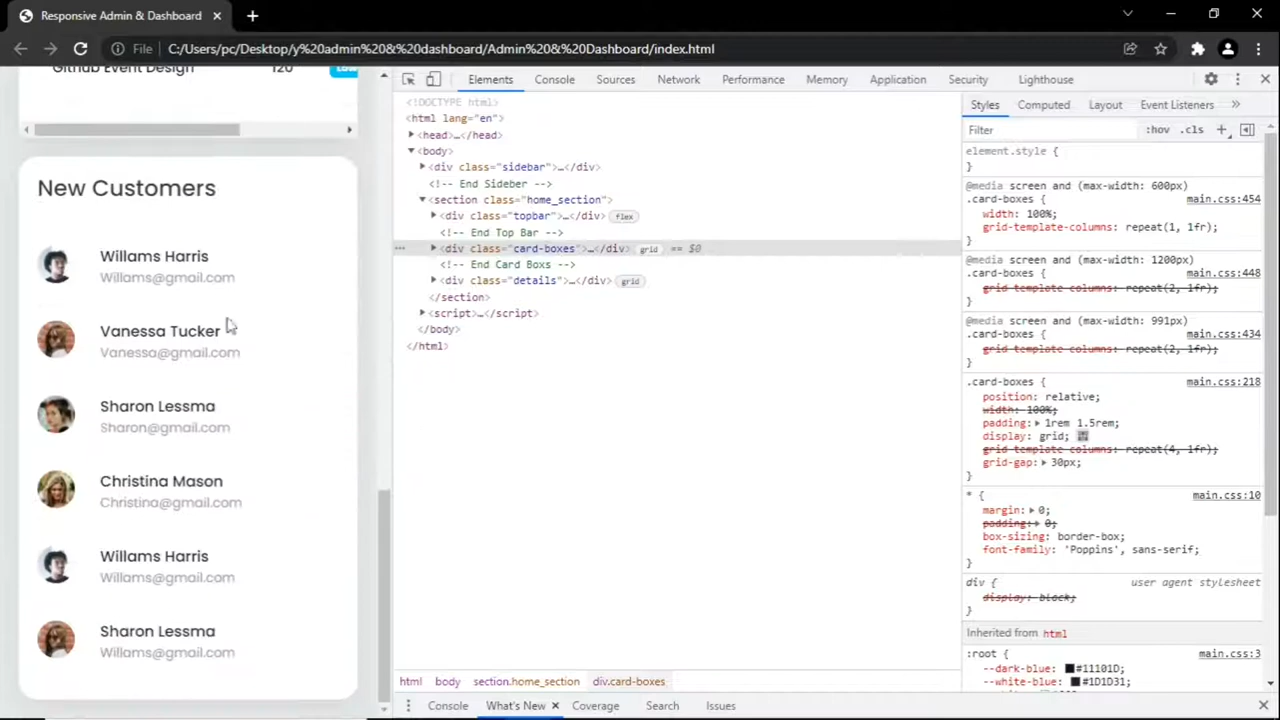 Responsive Admin & Dashboard
File C:/Users/pc/Desktop/y%20admin%20&%20dashboard/Admin%20&%20Dashboard/index.html
Github Event Design 120 Low
New Customers
Willams Harris
Willams@gmail.com
Vanessa Tucker
Vanessa@gmail.com
Sharon Lessma
Sharon@gmail.com
Christina Mason
Christina@gmail.com
Willams Harris
Willams@gmail.com
Sharon Lessma
Willams@gmail.com
Elements Console Sources Network Performance Memory Application Security Lighthouse
<!DOCTYPE html>
<html lang="en">
<head>…</head>
<body>
<div class="sidebar">…</div>
<!-- End Sideber -->
<section class="home_section">
<div class="topbar">…</div> flex
<!-- End Top Bar -->
<div class="card-boxes">…</div> grid == $0
<!-- End Card Boxs -->
<div class="details">…</div> grid
</section>
<script>…</script>
</body>
</html>
html body section.home_section div.card-boxes
Styles Computed Layout Event Listeners »
Filter :hov .cls +
element.style {
}
@media screen and (max-width: 600px)
.card-boxes { main.css:454
width: 100%;
grid-template-columns: repeat(1, 1fr);
}
@media screen and (max-width: 1200px)
.card-boxes { main.css:448
grid-template-columns: repeat(2, 1fr);
}
@media screen and (max-width: 991px)
.card-boxes { main.css:434
grid-template-columns: repeat(2, 1fr);
}
.card-boxes { main.css:218
position: relative;
width: 100%;
padding: 1rem 1.5rem;
display: grid;
grid-template-columns: repeat(4, 1fr);
grid-gap: 30px;
}
* { main.css:10
margin: 0;
padding: 0;
box-sizing: border-box;
font-family: 'Poppins', sans-serif;
}
div { user agent stylesheet
display: block;
}
Inherited from html
:root { main.css:3
--dark-blue: #11101D;
--white-blue: #1D1D31;
Console What's New × Coverage Search Issues